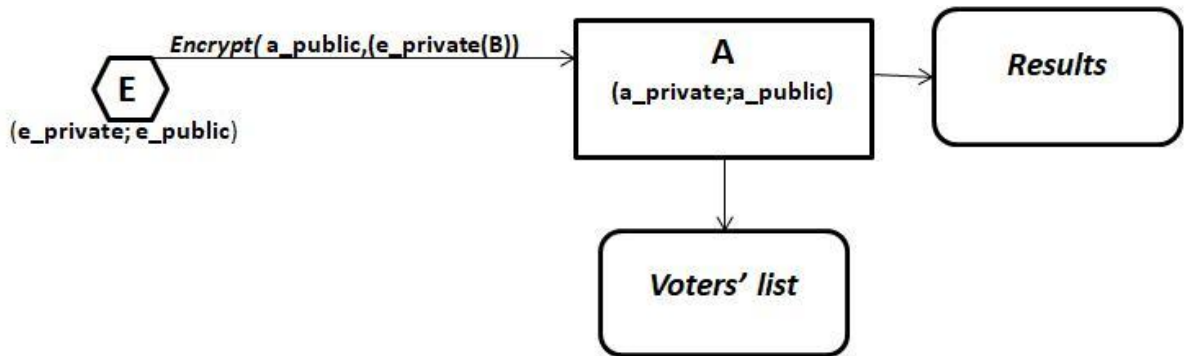 Encrypt( a_public,(e_private(B))
E
(e_private; e_public)
A
(a_private;a_public)
Results
Voters’ list